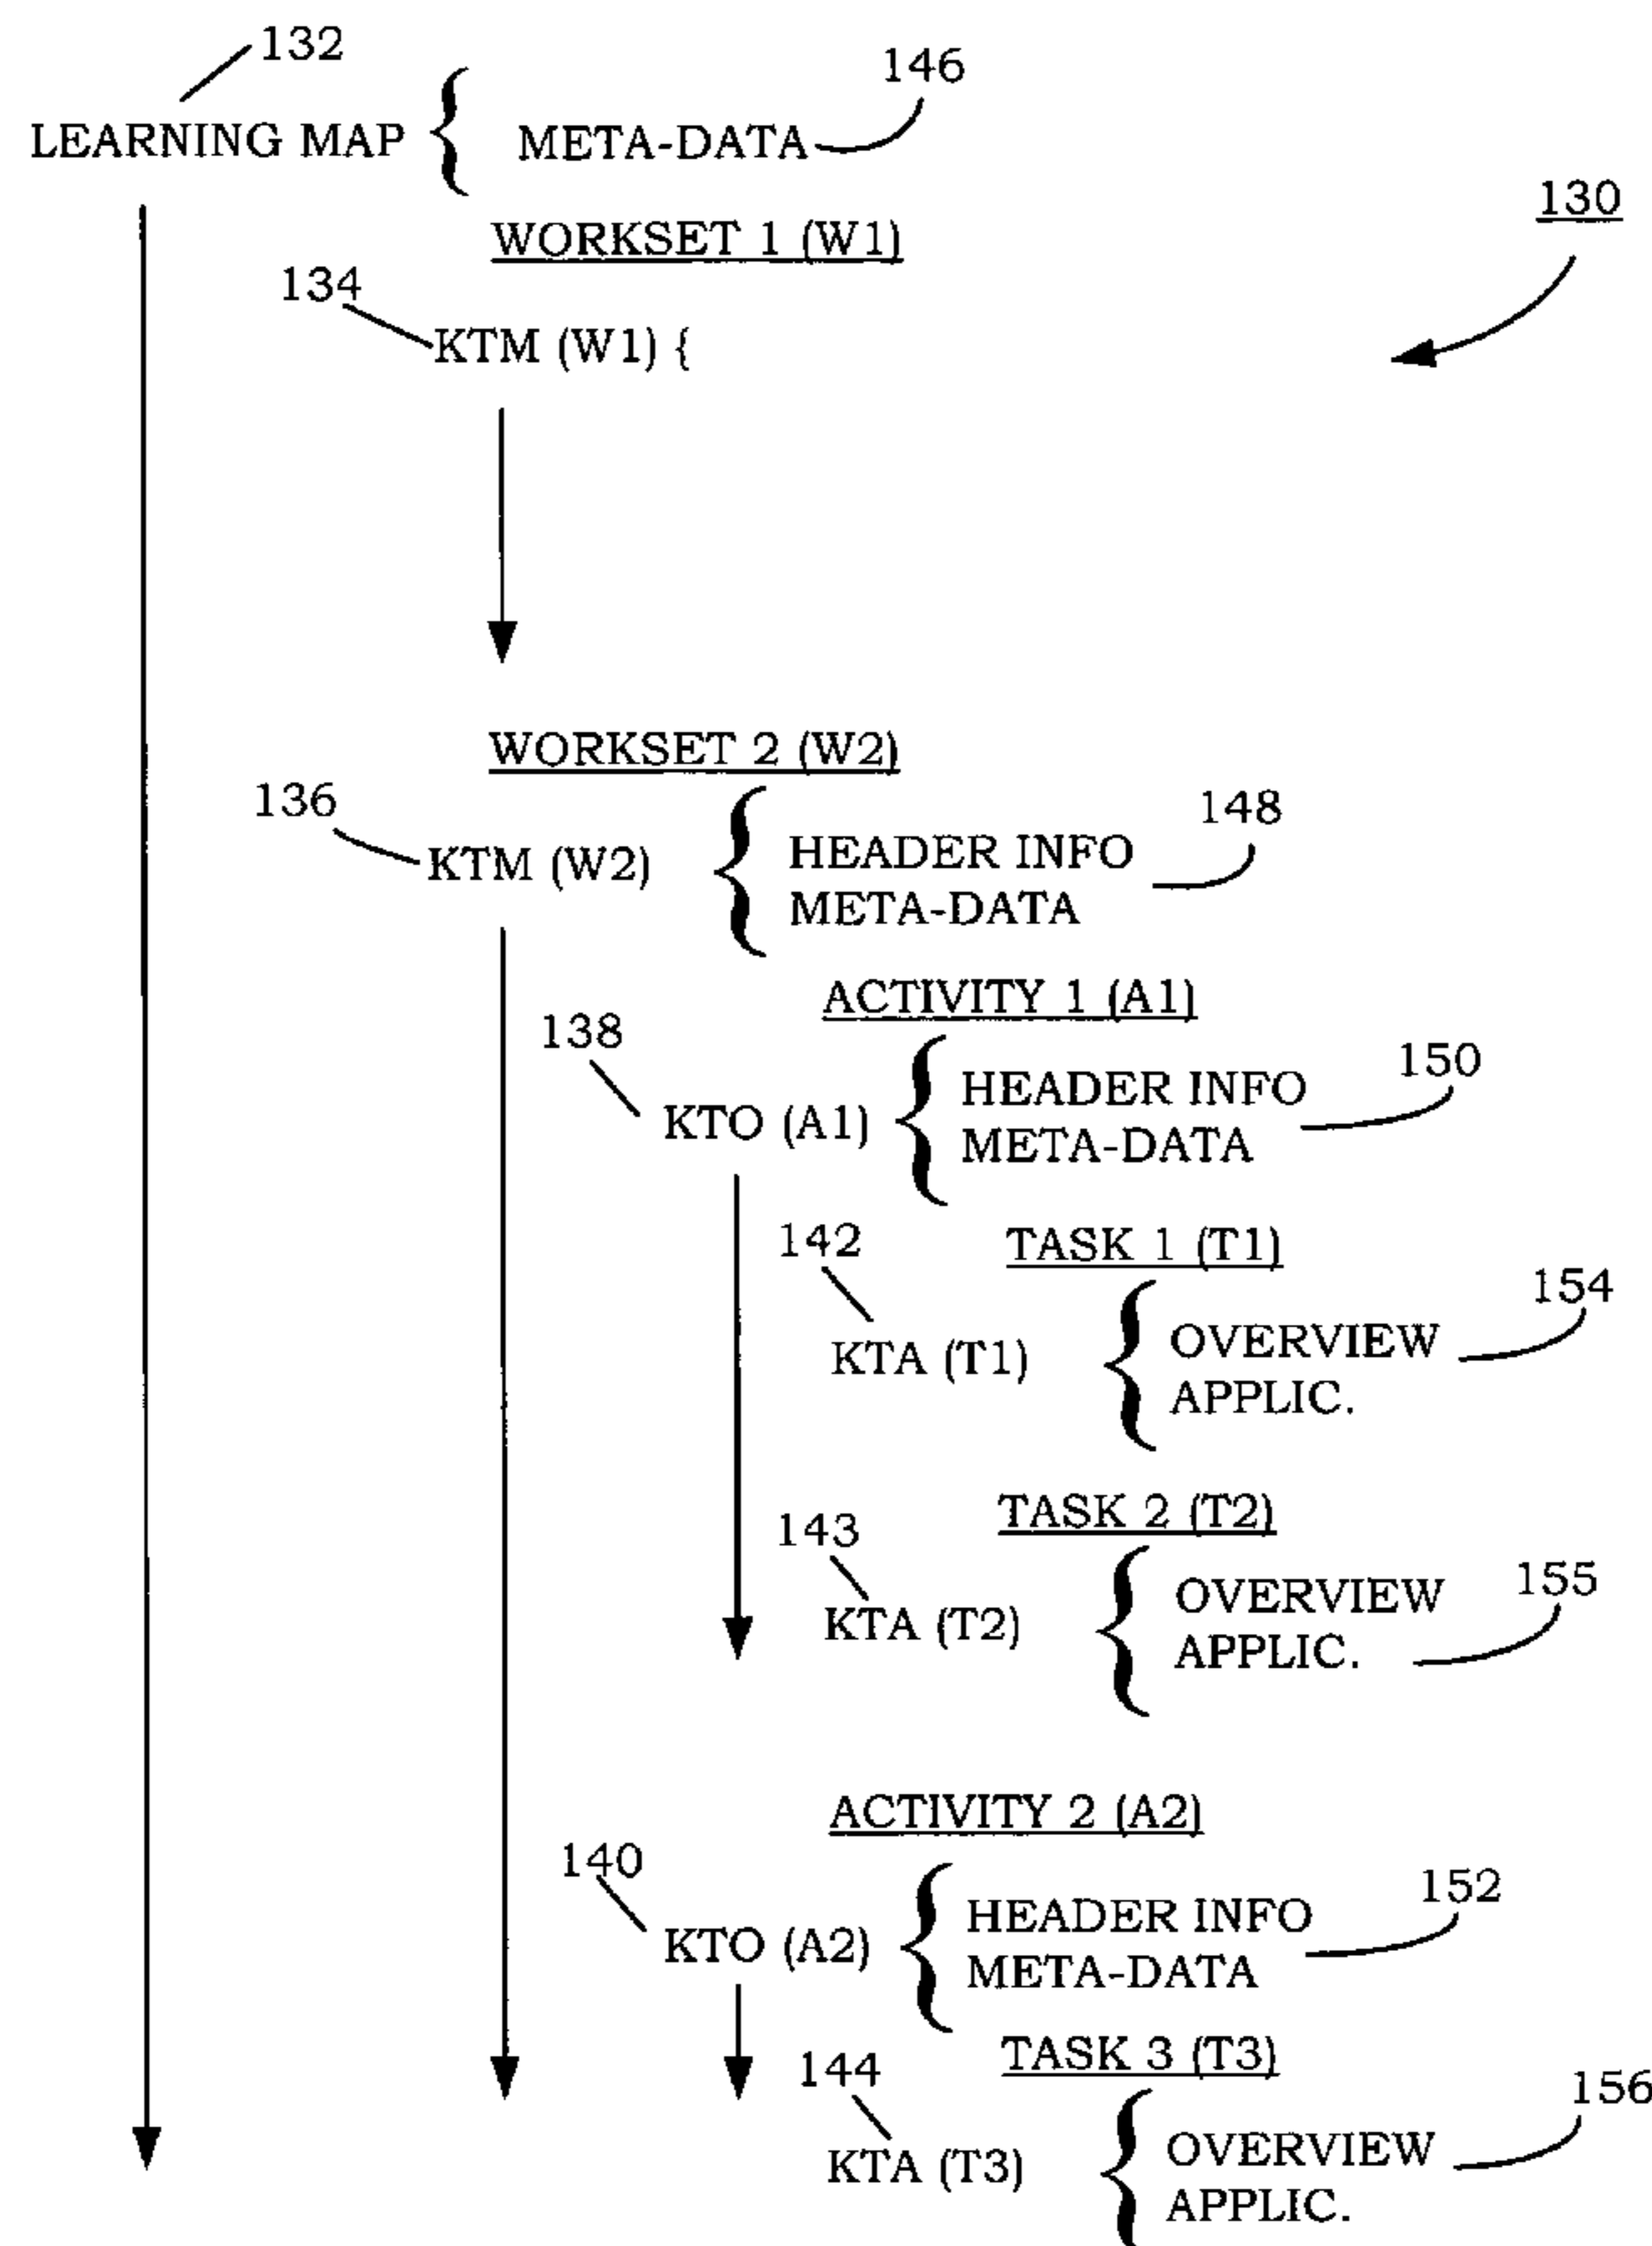 132
146
LEARNING MAP { META-DATA
130
WORKSET 1 (W1)
134
KTM (W1) {
WORKSET 2 (W2)
136
148
KTM (W2) { HEADER INFO
META-DATA
ACTIVITY 1 (A1)
138
150
KTO (A1) { HEADER INFO
META-DATA
142
TASK 1 (T1)
154
KTA (T1) { OVERVIEW
APPLIC.
TASK 2 (T2)
143
155
KTA (T2) { OVERVIEW
APPLIC.
ACTIVITY 2 (A2)
140
152
KTO (A2) { HEADER INFO
META-DATA
TASK 3 (T3)
144
156
KTA (T3) { OVERVIEW
APPLIC.